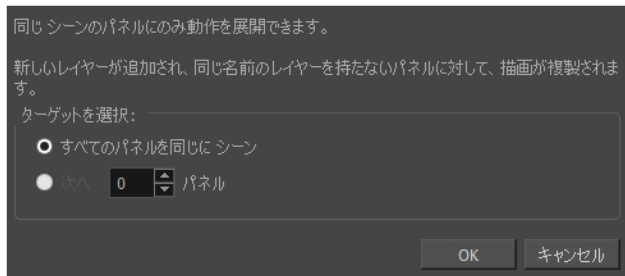 同じ シーンのパネルにのみ動作を展開できます。
新しいレイヤーが追加され、同じ名前のレイヤーを持たないパネルに対して、描画が複製されま
す。
ターゲットを選択:
すべてのパネルを同じに シーン
次へ 0 パネル
OK キャンセル